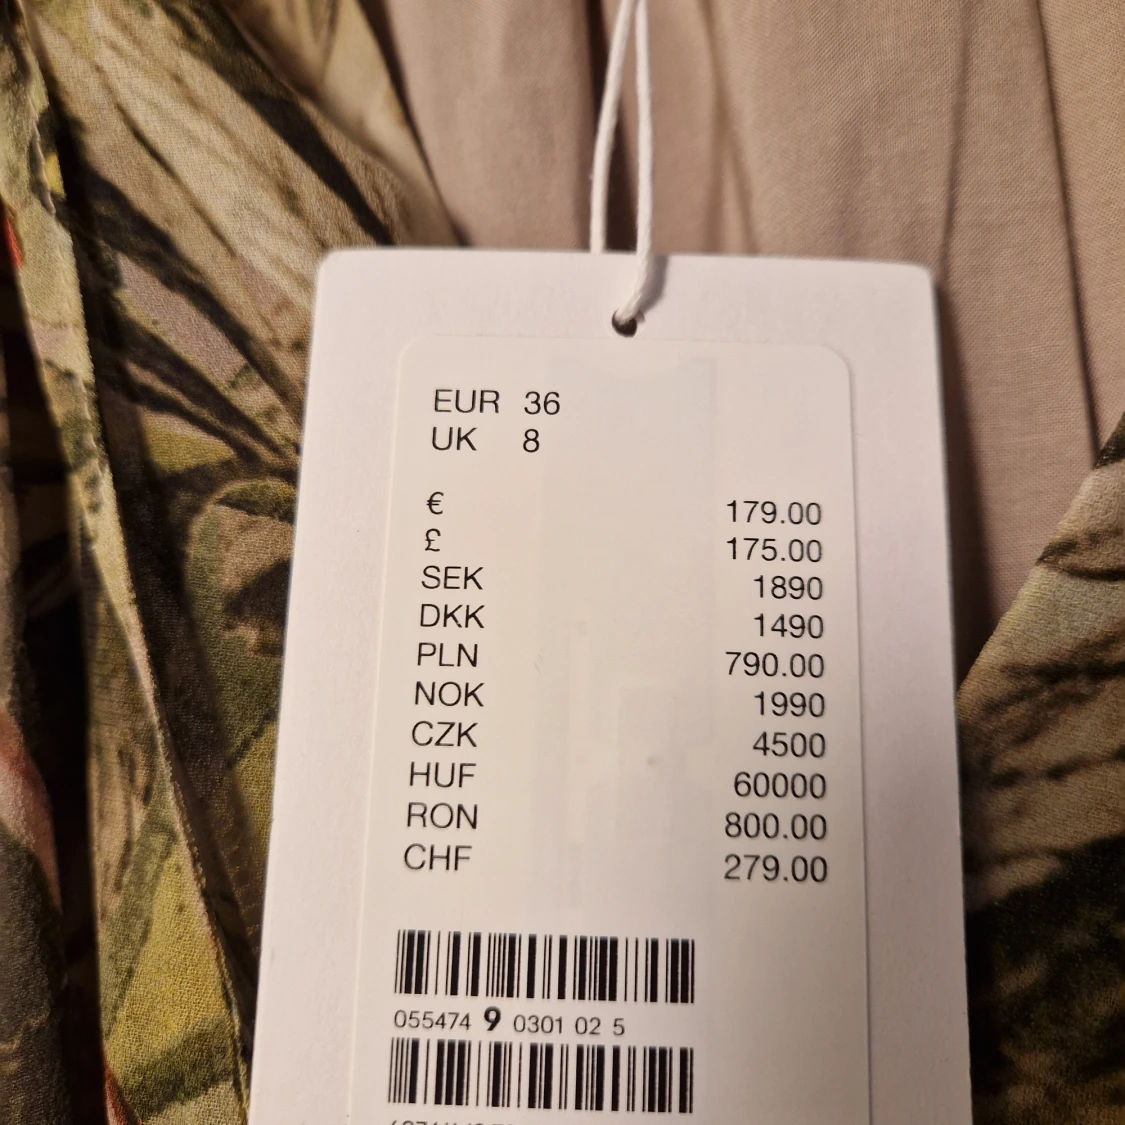 EUR 36
UK 8
€ 179.00
£ 175.00
SEK 1890
DKK 1490
PLN 790.00
NOK 1990
CZK 4500
HUF 60000
RON 800.00
CHF 279.00
055474 9 0301 02 5